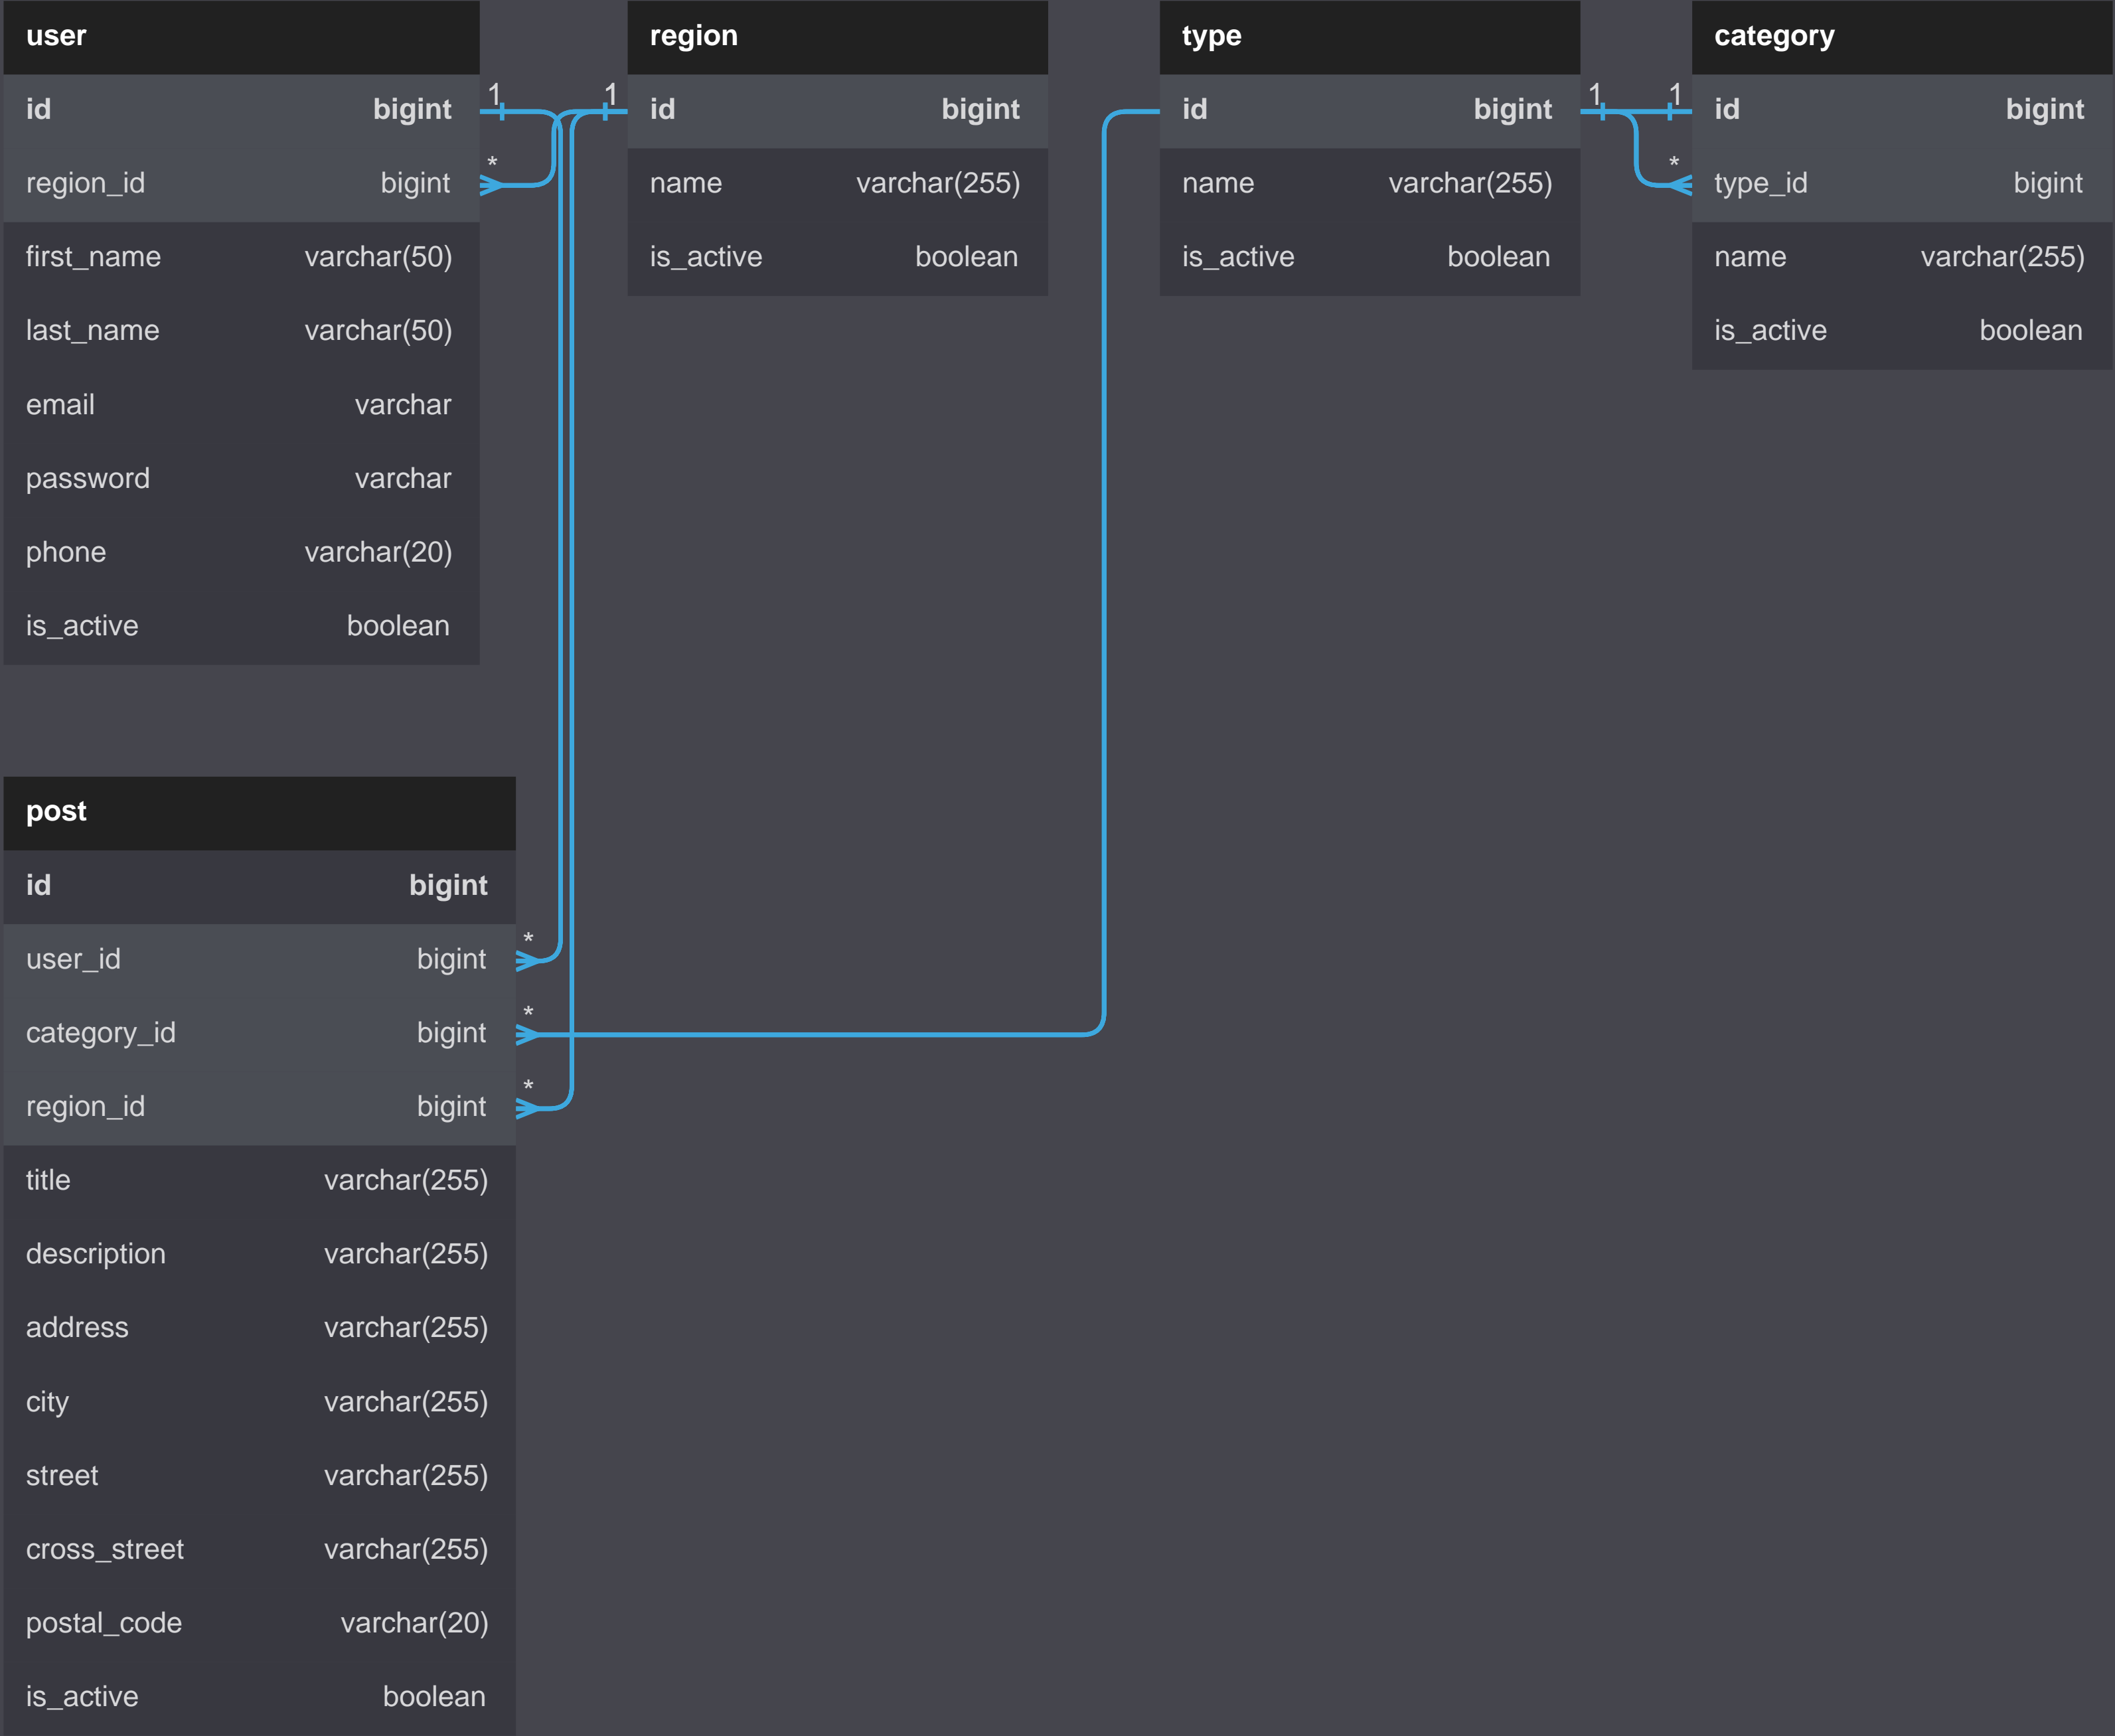 user
id bigint
region_id bigint
first_name varchar(50)
last_name varchar(50)
email varchar
password varchar
phone varchar(20)
is_active boolean
1
*
region
id bigint
name varchar(255)
is_active boolean
1
type
id bigint
name varchar(255)
is_active boolean
1
category
id bigint
type_id bigint
name varchar(255)
is_active boolean
1
*
post
id bigint
user_id bigint
category_id bigint
region_id bigint
title varchar(255)
description varchar(255)
address varchar(255)
city varchar(255)
street varchar(255)
cross_street varchar(255)
postal_code varchar(20)
is_active boolean
*
*
*